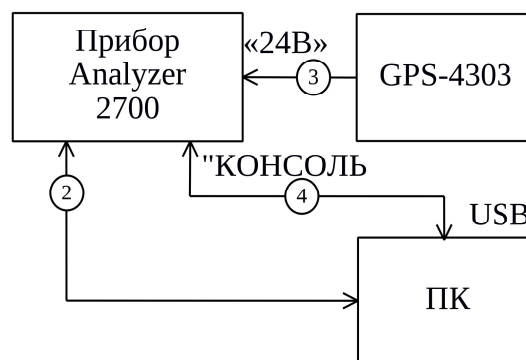 Прибор
Analyzer
2700
«24В»
3
GPS-4303
2
"КОНСОЛЬ
4
USB
ПК